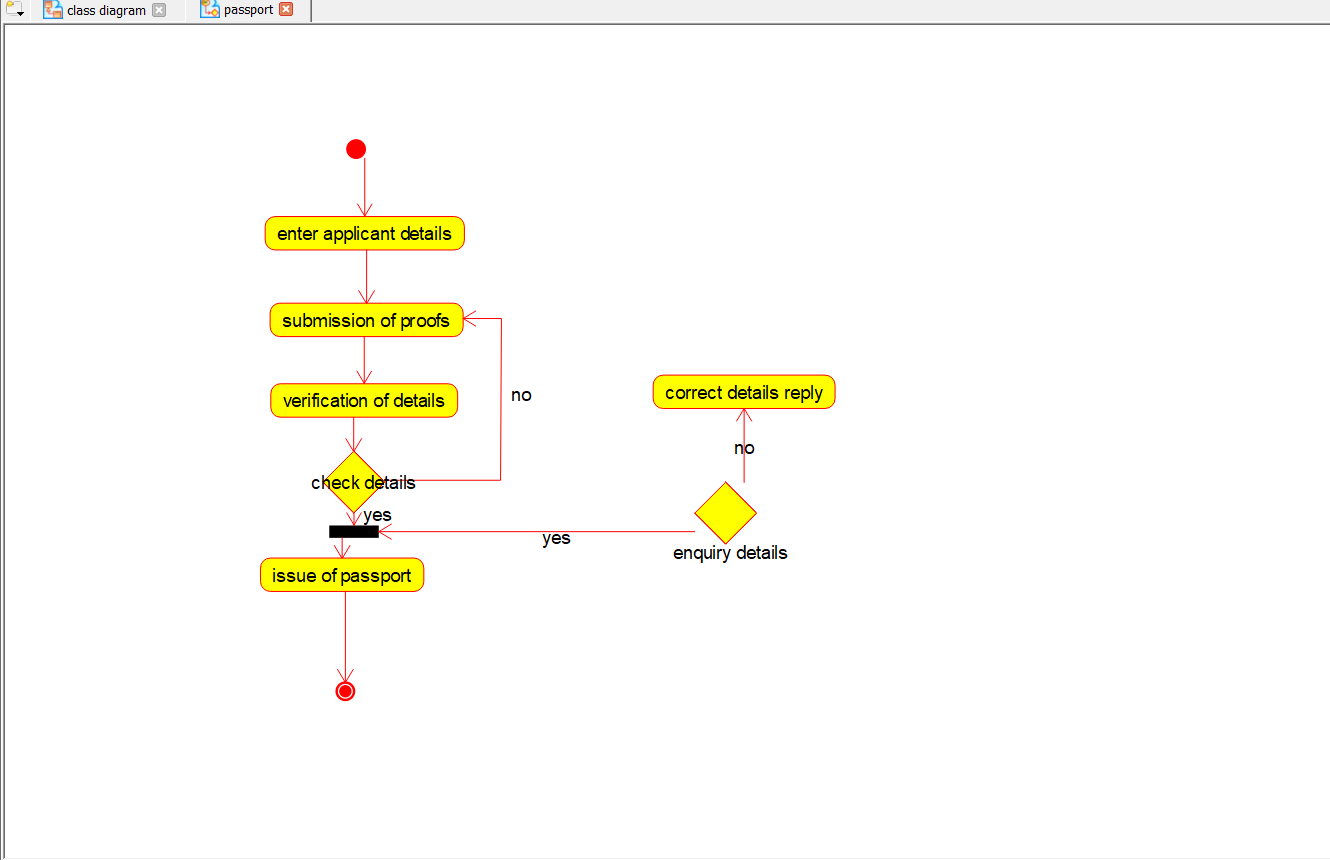 class diagram
passport
enter applicant details
submission of proofs
verification of details
no
correct details reply
no
check details
yes
yes
enquiry details
issue of passport